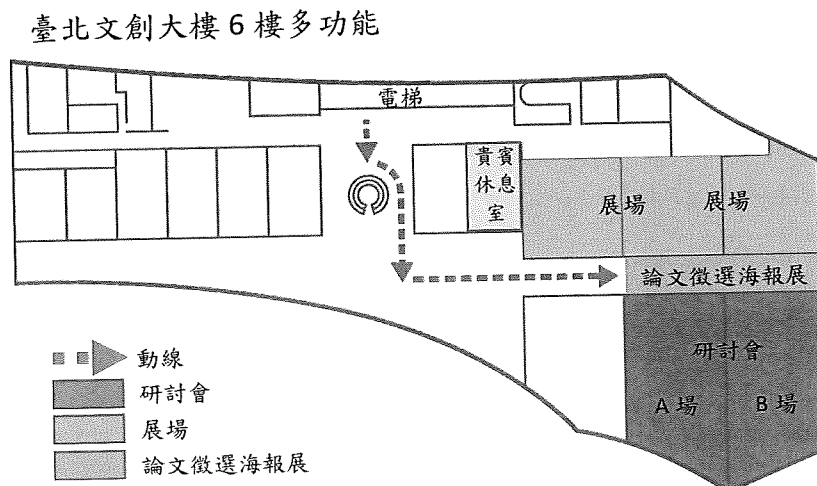 臺北文創大樓 6 樓多功能
電梯
貴賓
休息
室
展場
展場
論文徵選海報展
研討會
A 場
B 場
動線
研討會
展場
論文徵選海報展